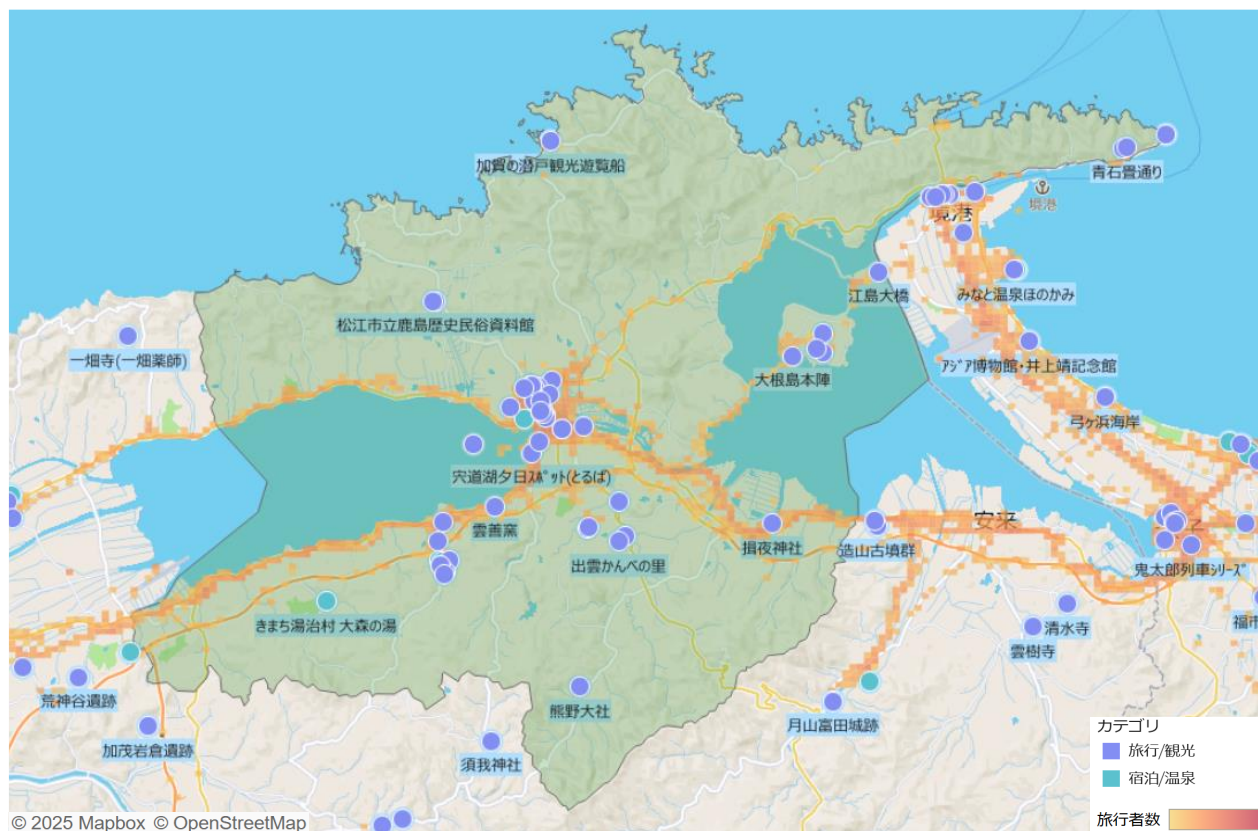 加賀の潜戸観光遊覧船
青石畳通り
境港
境港
江島大橋
みなと温泉ほのかみ
松江市立鹿島歴史民俗資料館
一畑寺(一畑薬師)
アジア博物館・井上靖記念館
大根島本陣
弓ヶ浜海岸
宍道湖夕日スポット(とるぱ)
雲善窯
安来
揖夜神社
造山古墳群
出雲かんべの里
鬼太郎列車シリーズ
きまち湯治村 大森の湯
清水寺
福市
雲樹寺
荒神谷遺跡
熊野大社
月山富田城跡
加茂岩倉遺跡
須我神社
カテゴリ
旅行/観光
宿泊/温泉
旅行者数
© 2025 Mapbox © OpenStreetMap